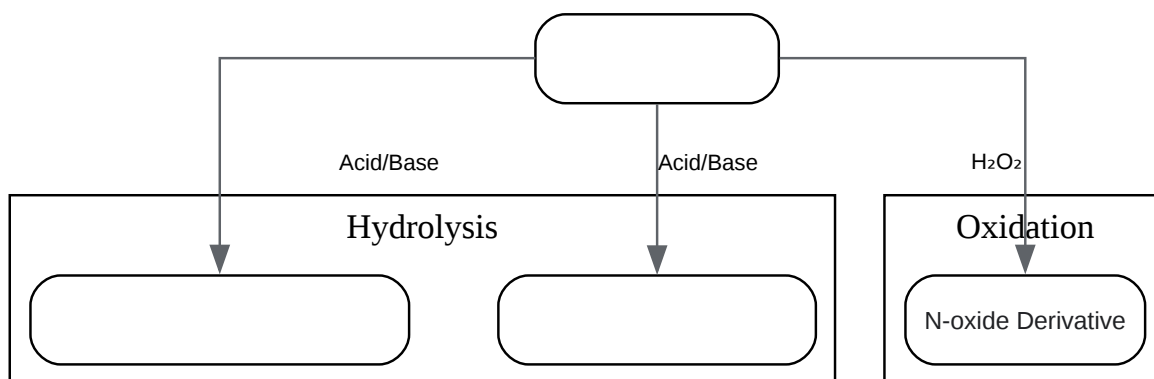 Acid/Base
Acid/Base
H₂O₂
Hydrolysis
Oxidation
N-oxide Derivative